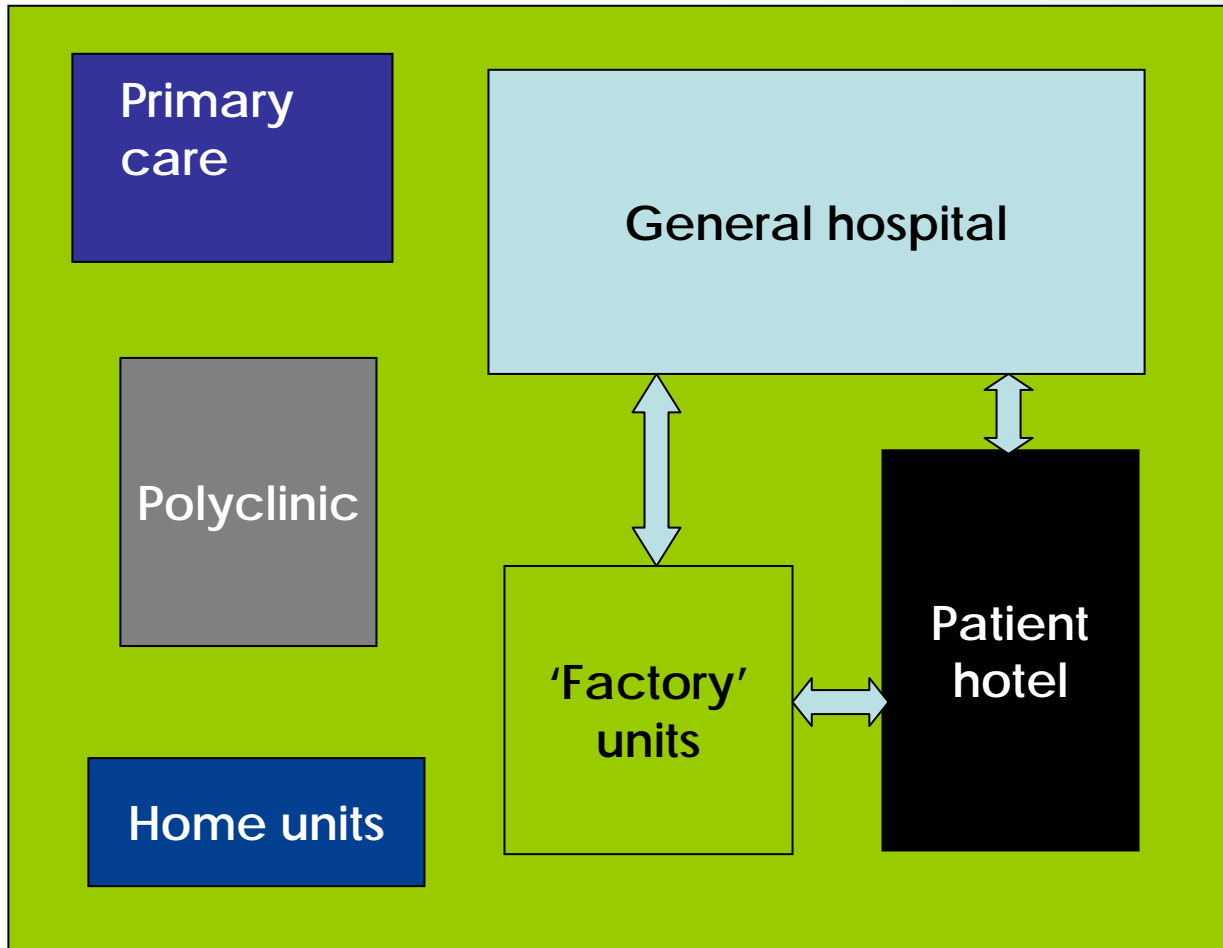 Primary
care
General hospital
Polyclinic
‘Factory’
units
Patient
hotel
Home units